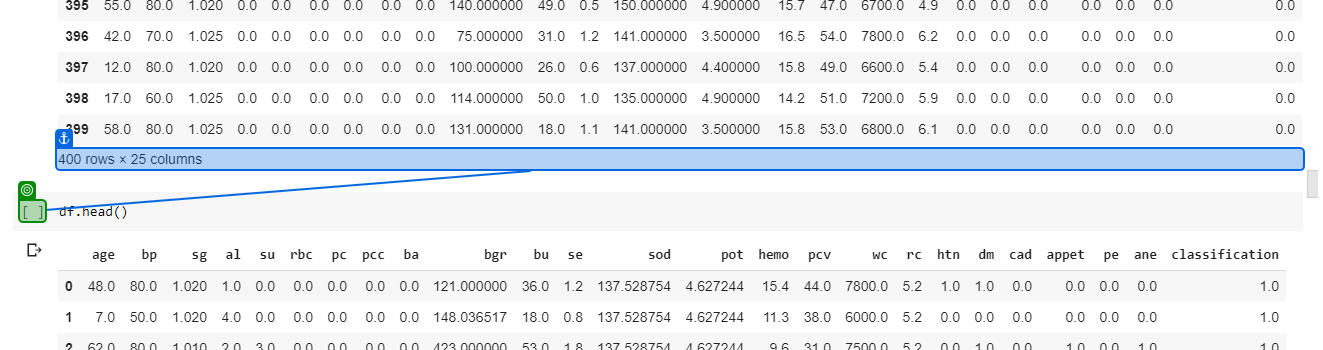 395 55.0 80.0 1.020 0.0 0.0 0.0 0.0 0.0 0.0 140.000000 49.0 0.5 150.000000 4.900000 15.7 47.0 6700.0 4.9 0.0 0.0 0.0 0.0 0.0 0.0 0.0
396 42.0 70.0 1.025 0.0 0.0 0.0 0.0 0.0 0.0 75.000000 31.0 1.2 141.000000 3.500000 16.5 54.0 7800.0 6.2 0.0 0.0 0.0 0.0 0.0 0.0 0.0
397 12.0 80.0 1.020 0.0 0.0 0.0 0.0 0.0 0.0 100.000000 26.0 0.6 137.000000 4.400000 15.8 49.0 6600.0 5.4 0.0 0.0 0.0 0.0 0.0 0.0 0.0
398 17.0 60.0 1.025 0.0 0.0 0.0 0.0 0.0 0.0 114.000000 50.0 1.0 135.000000 4.900000 14.2 51.0 7200.0 5.9 0.0 0.0 0.0 0.0 0.0 0.0 0.0
399 58.0 80.0 1.025 0.0 0.0 0.0 0.0 0.0 0.0 131.000000 18.0 1.1 141.000000 3.500000 15.8 53.0 6800.0 6.1 0.0 0.0 0.0 0.0 0.0 0.0 0.0
400 rows × 25 columns
[ ] df.head()
age bp sg al su rbc pc pcc ba bgr bu se sod pot hemo pcv wc rc htn dm cad appet pe ane classification
0 48.0 80.0 1.020 1.0 0.0 0.0 0.0 0.0 0.0 121.000000 36.0 1.2 137.528754 4.627244 15.4 44.0 7800.0 5.2 1.0 1.0 0.0 0.0 0.0 0.0 1.0
1 7.0 50.0 1.020 4.0 0.0 0.0 0.0 0.0 0.0 148.036517 18.0 0.8 137.528754 4.627244 11.3 38.0 6000.0 5.2 0.0 0.0 0.0 0.0 0.0 0.0 1.0
2 62.0 80.0 1.010 2.0 3.0 0.0 0.0 0.0 0.0 423.000000 53.0 1.8 137.528754 4.627244 9.6 31.0 7500.0 5.2 0.0 1.0 0.0 1.0 0.0 1.0 1.0